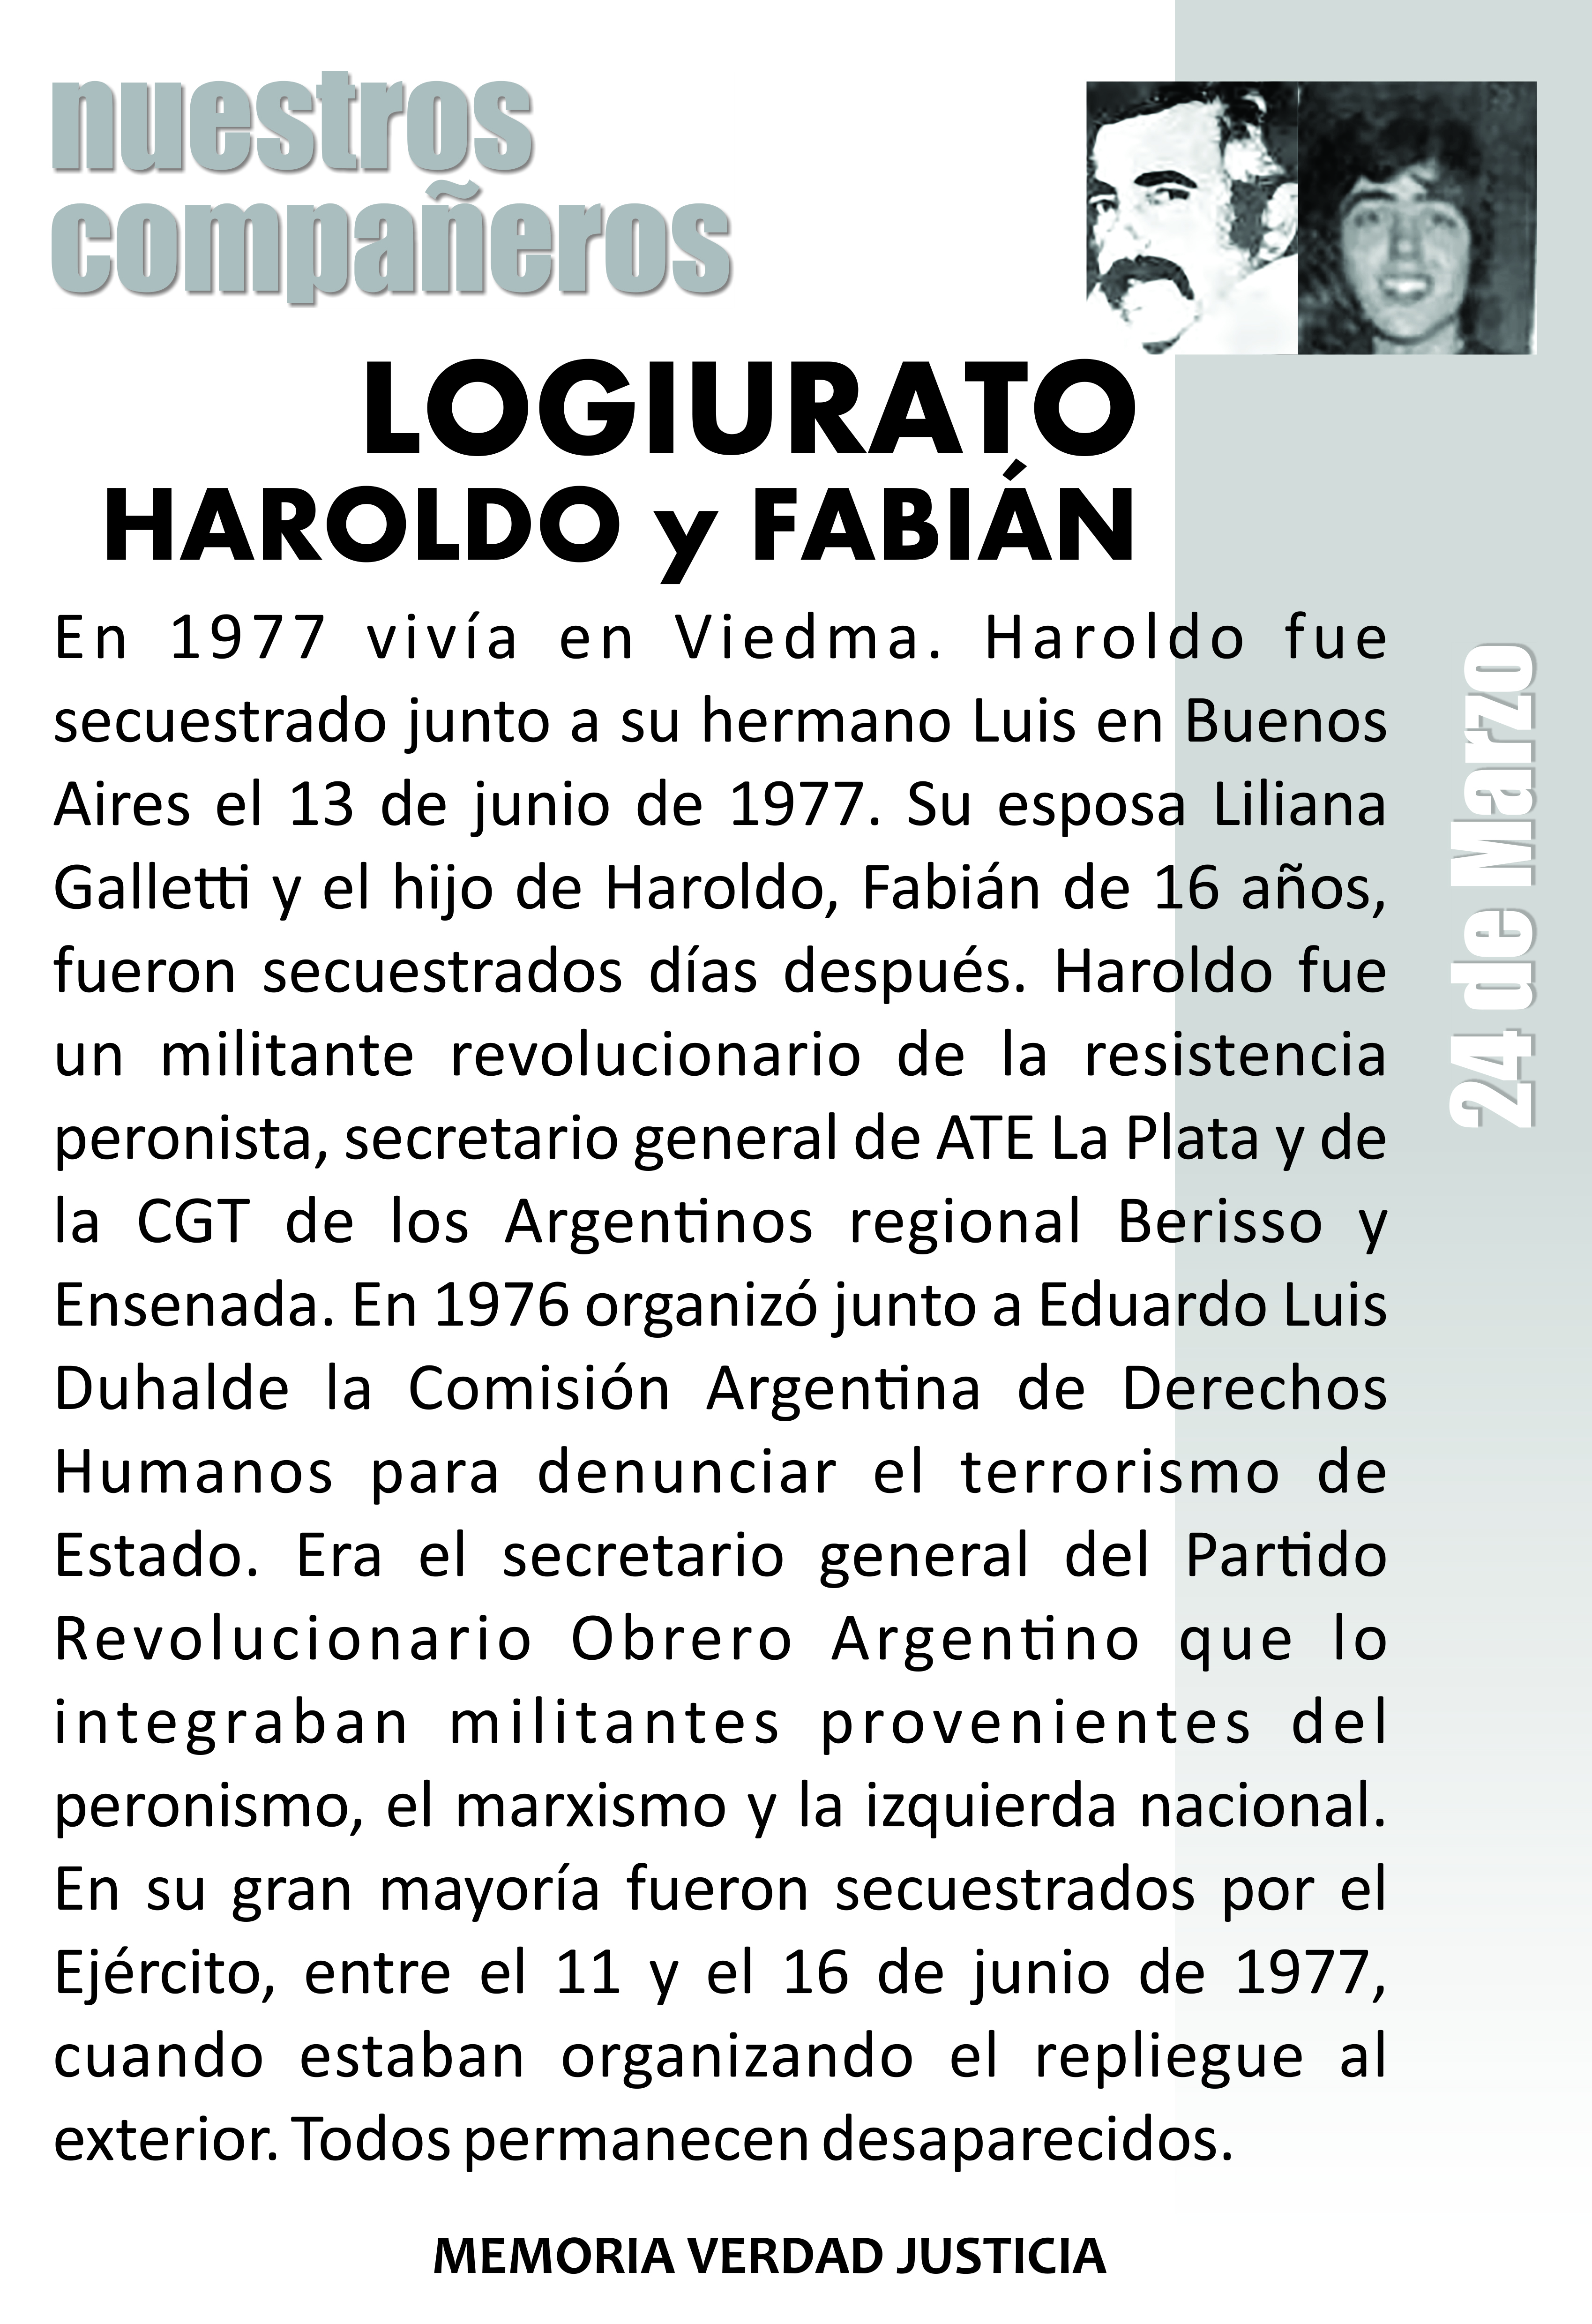 nuestros
compañeros
LOGIURATO
HAROLDO y FABIÁN
En 1977 vivía en Viedma. Haroldo fue
secuestrado junto a su hermano Luis en Buenos
Aires el 13 de junio de 1977. Su esposa Liliana
Galletti y el hijo de Haroldo, Fabián de 16 años,
fueron secuestrados días después. Haroldo fue
un militante revolucionario de la resistencia
peronista, secretario general de ATE La Plata y de
la CGT de los Argentinos regional Berisso y
Ensenada. En 1976 organizó junto a Eduardo Luis
Duhalde la Comisión Argentina de Derechos
Humanos para denunciar el terrorismo de
Estado. Era el secretario general del Partido
Revolucionario Obrero Argentino que lo
integraban militantes provenientes del
peronismo, el marxismo y la izquierda nacional.
En su gran mayoría fueron secuestrados por el
Ejército, entre el 11 y el 16 de junio de 1977,
cuando estaban organizando el repliegue al
exterior. Todos permanecen desaparecidos.
24 de Marzo
MEMORIA VERDAD JUSTICIA